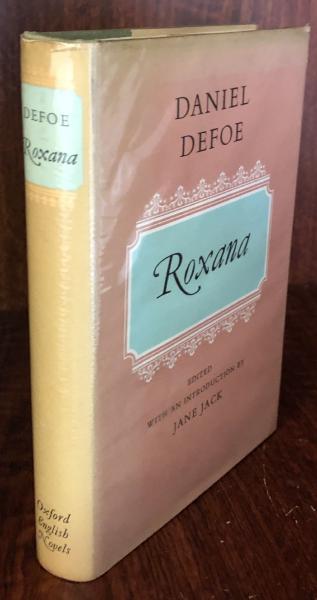 DEFOE
Roxana
Oxford
English
Novels
DANIEL
DEFOE
Roxana
EDITED
WITH AN INTRODUCTION BY
JANE JACK